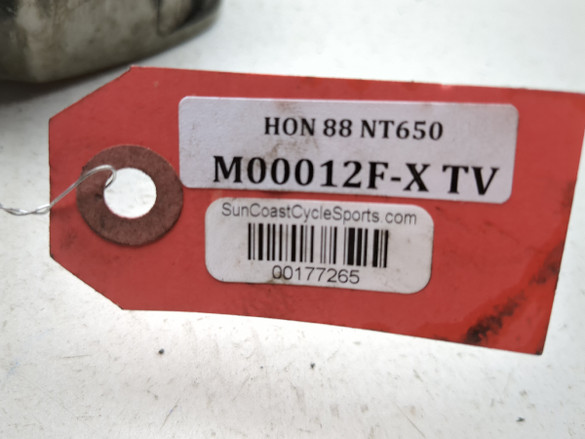 HON 88 NT650
M00012F-X TV
SunCoastCycleSports.com
00177265